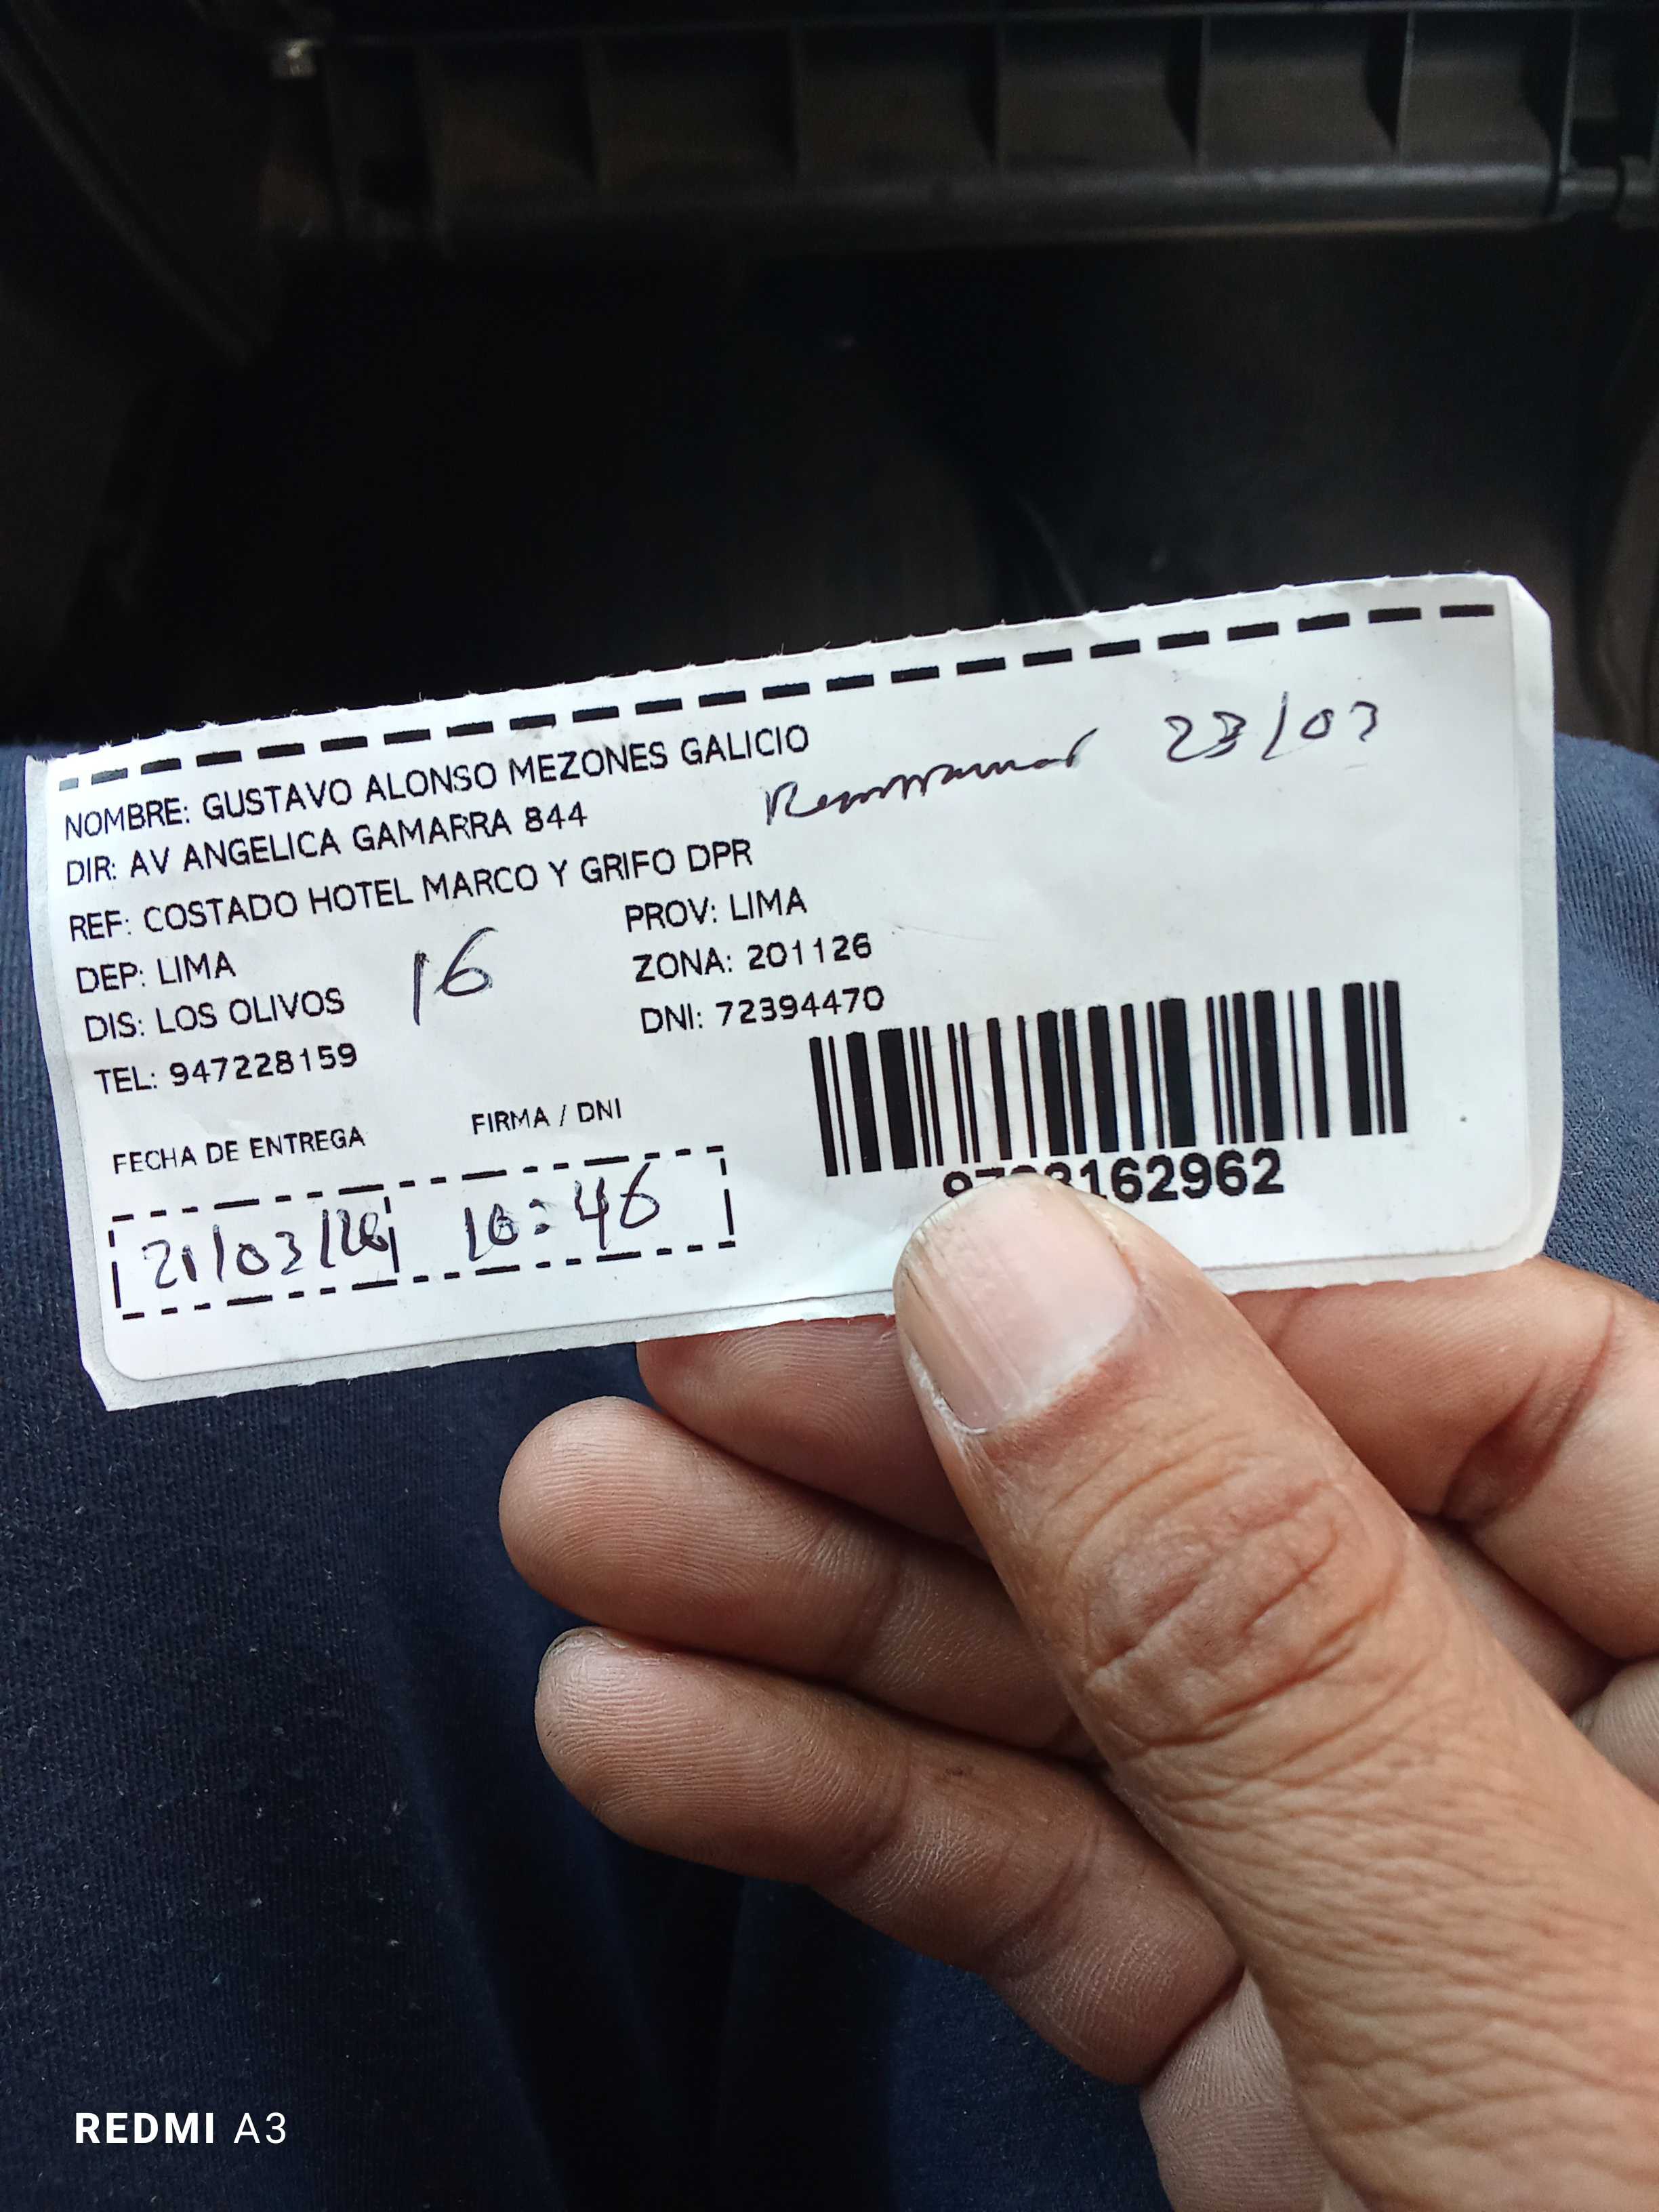 NOMBRE: GUSTAVO ALONSO MEZONES GALICIO
DIR: AV ANGELICA GAMARRA 844
23/03
REF: COSTADO HOTEL MARCO Y GRIFO DPR
DEP: LIMA
PROV: LIMA
16
DIS: LOS OLIVOS
ZONA: 201126
TEL: 947228159
DNI: 72394470
FECHA DE ENTREGA
FIRMA / DNI
162962
21/03/26
10:46
REDMI A3